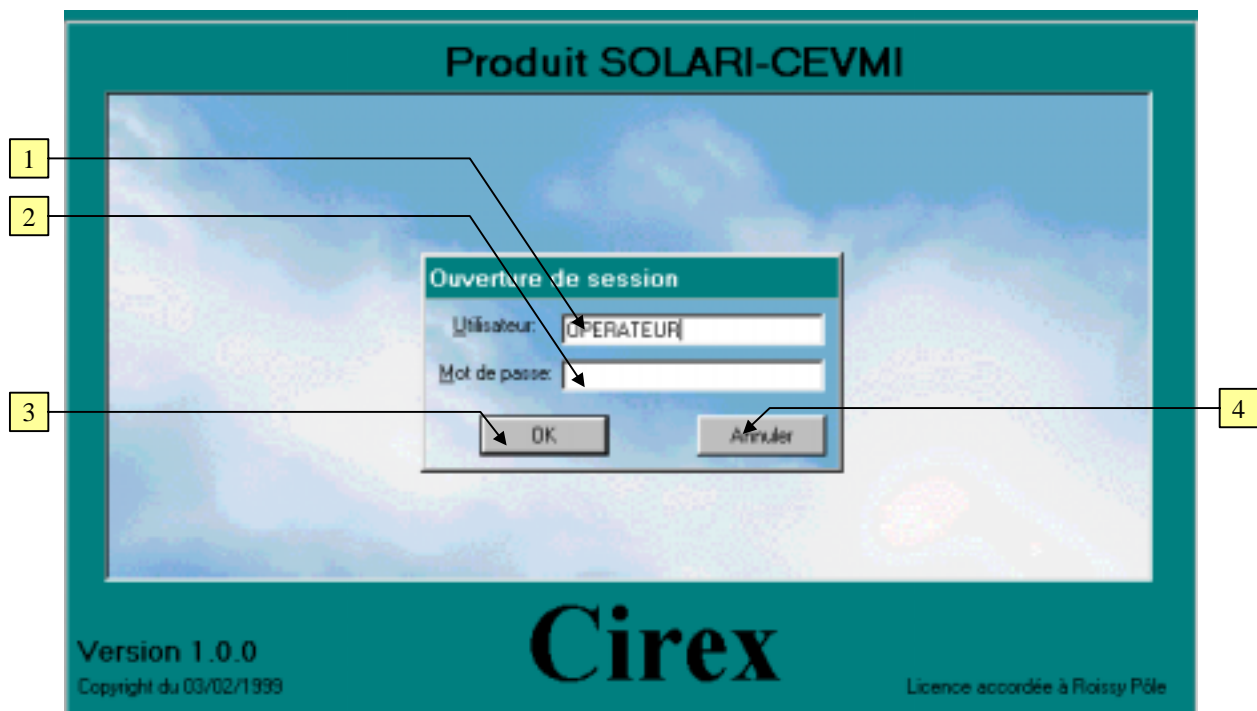 Produit SOLARI-CEVMI
1
2
Ouverture de session
Utilisateur: OPERATEUR
Mot de passe:
3
4
OK Annuler
Cirex
Version 1.0.0
Copyright du 03/02/1999
Licence accordée à Roissy Pôle